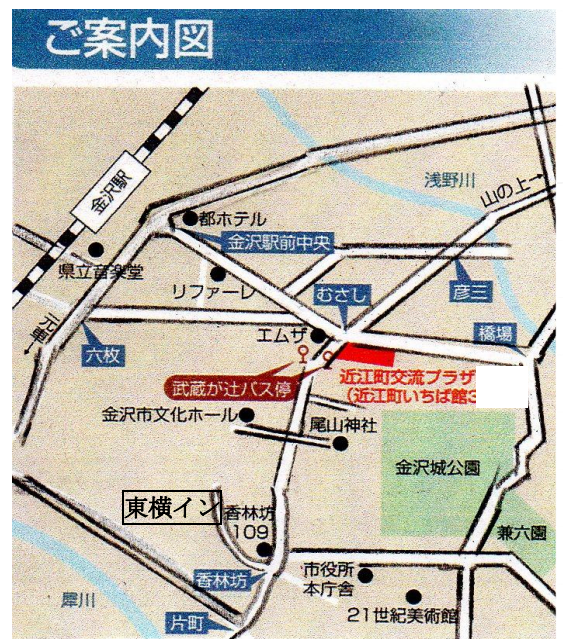 ご案内図
浅野川
山の上→
金沢駅
都ホテル
金沢駅前中央
県立音楽堂
リファーレ
むさし
彦三
←元車
エムザ
橋場
六枚
武蔵が辻バス停
近江町交流プラザ
(近江町いちば館3
金沢市文化ホール
尾山神社
金沢城公園
東横イン
香林坊
109
兼六園
香林坊
市役所
本庁舎
犀川
21世紀美術館
片町